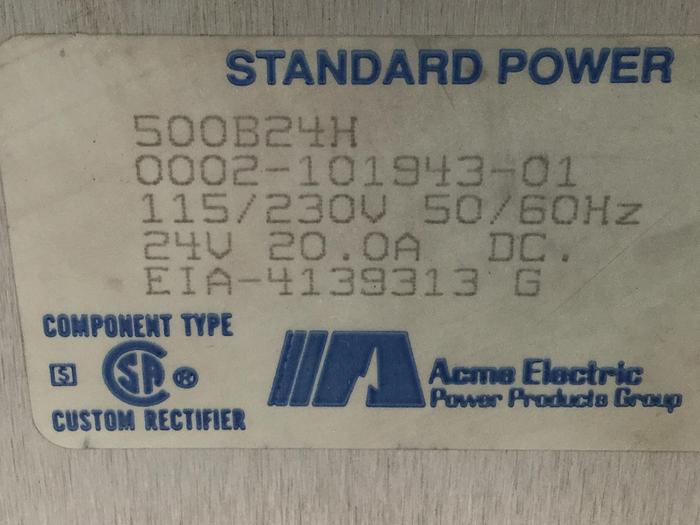 STANDARD POWER
500B24H
0002-101943-01
115/230V 50/60Hz
24V 20.0A DC.
EIA-4139313 G
COMPONENT TYPE
S SA ®
CUSTOM RECTIFIER
Acme Electric
Power Products Group